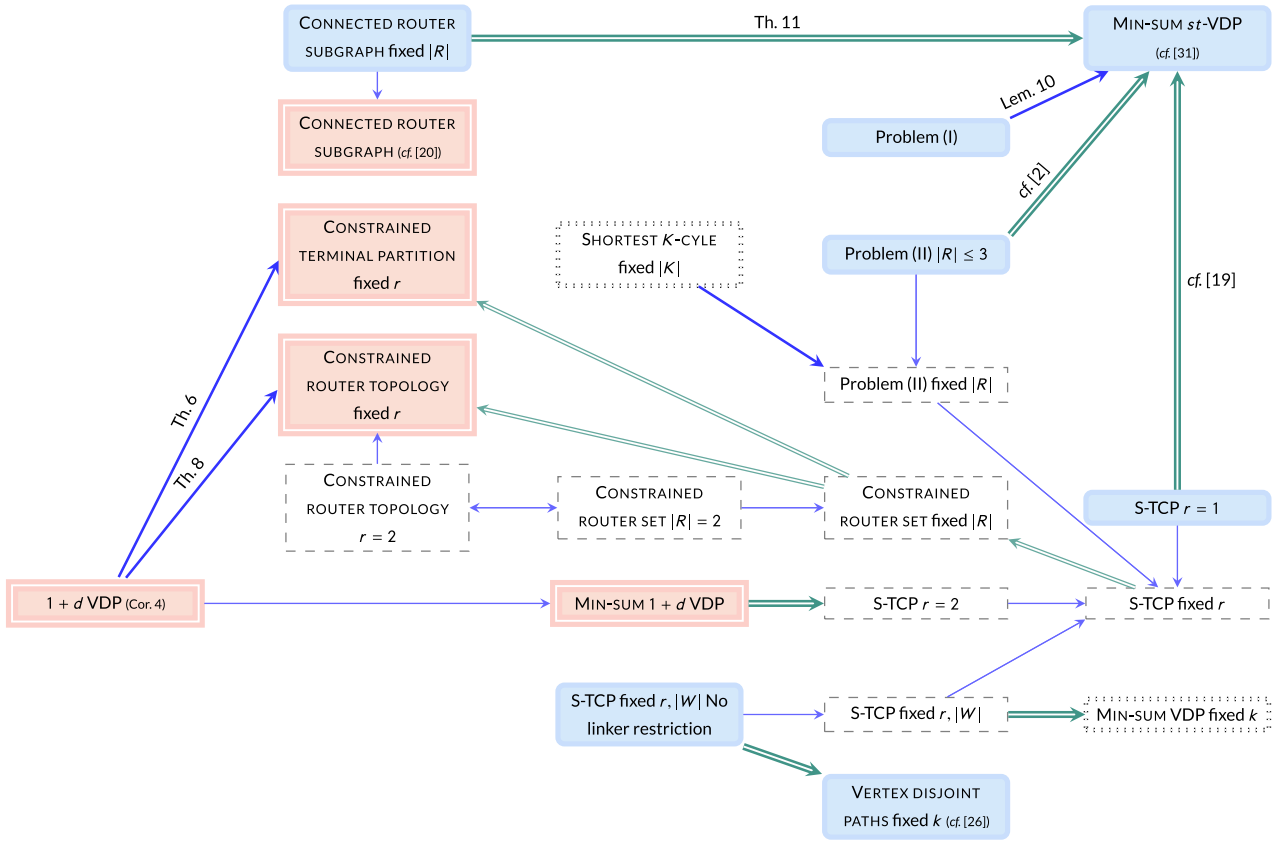 CONNECTED ROUTER
SUBGRAPH fixed |R|
Th. 11
MIN-SUM st-VDP
(cf. [31])
Lem. 10
CONNECTED ROUTER
SUBGRAPH (cf. [20])
Problem (I)
cf. [2]
CONSTRAINED
TERMINAL PARTITION
fixed r
SHORTEST K-CYLE
fixed |K|
Problem (II) |R| ≤ 3
cf. [19]
CONSTRAINED
ROUTER TOPOLOGY
fixed r
Problem (II) fixed |R|
Th. 6
Th. 8
CONSTRAINED
ROUTER TOPOLOGY
r = 2
CONSTRAINED
ROUTER SET |R| = 2
CONSTRAINED
ROUTER SET fixed |R|
S-TCP r = 1
1 + d VDP (Cor. 4)
MIN-SUM 1 + d VDP
S-TCP r = 2
S-TCP fixed r
S-TCP fixed r, |W| No
linker restriction
S-TCP fixed r, |W|
MIN-SUM VDP fixed k
VERTEX DISJOINT
PATHS fixed k (cf. [26])